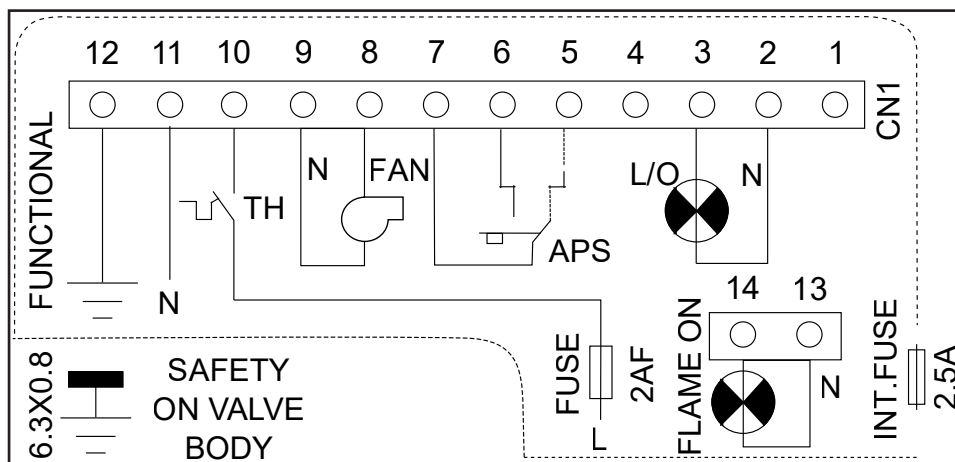 12 11 10 9 8 7 6 5 4 3 2 1
CN1
FUNCTIONAL
N
FAN
L/O
N
TH
APS
N
14 13
FLAME ON
N
FUSE
2AF
L
INT.FUSE
2.5A
6.3X0.8
SAFETY
ON VALVE
BODY